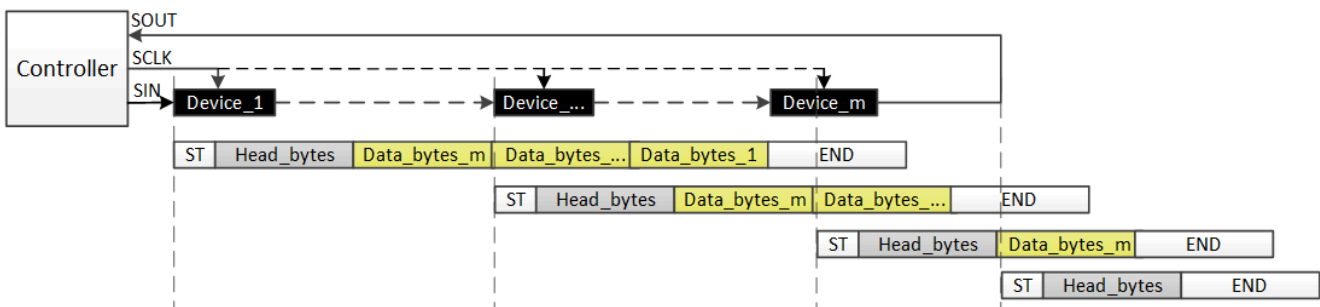 SOUT
SCLK
Controller
SIN
Device_1 Device_... Device_m
ST Head_bytes Data_bytes_m Data_bytes_... Data_bytes_1 END
ST Head_bytes Data_bytes_m Data_bytes_... END
ST Head_bytes Data_bytes_m END
ST Head_bytes END